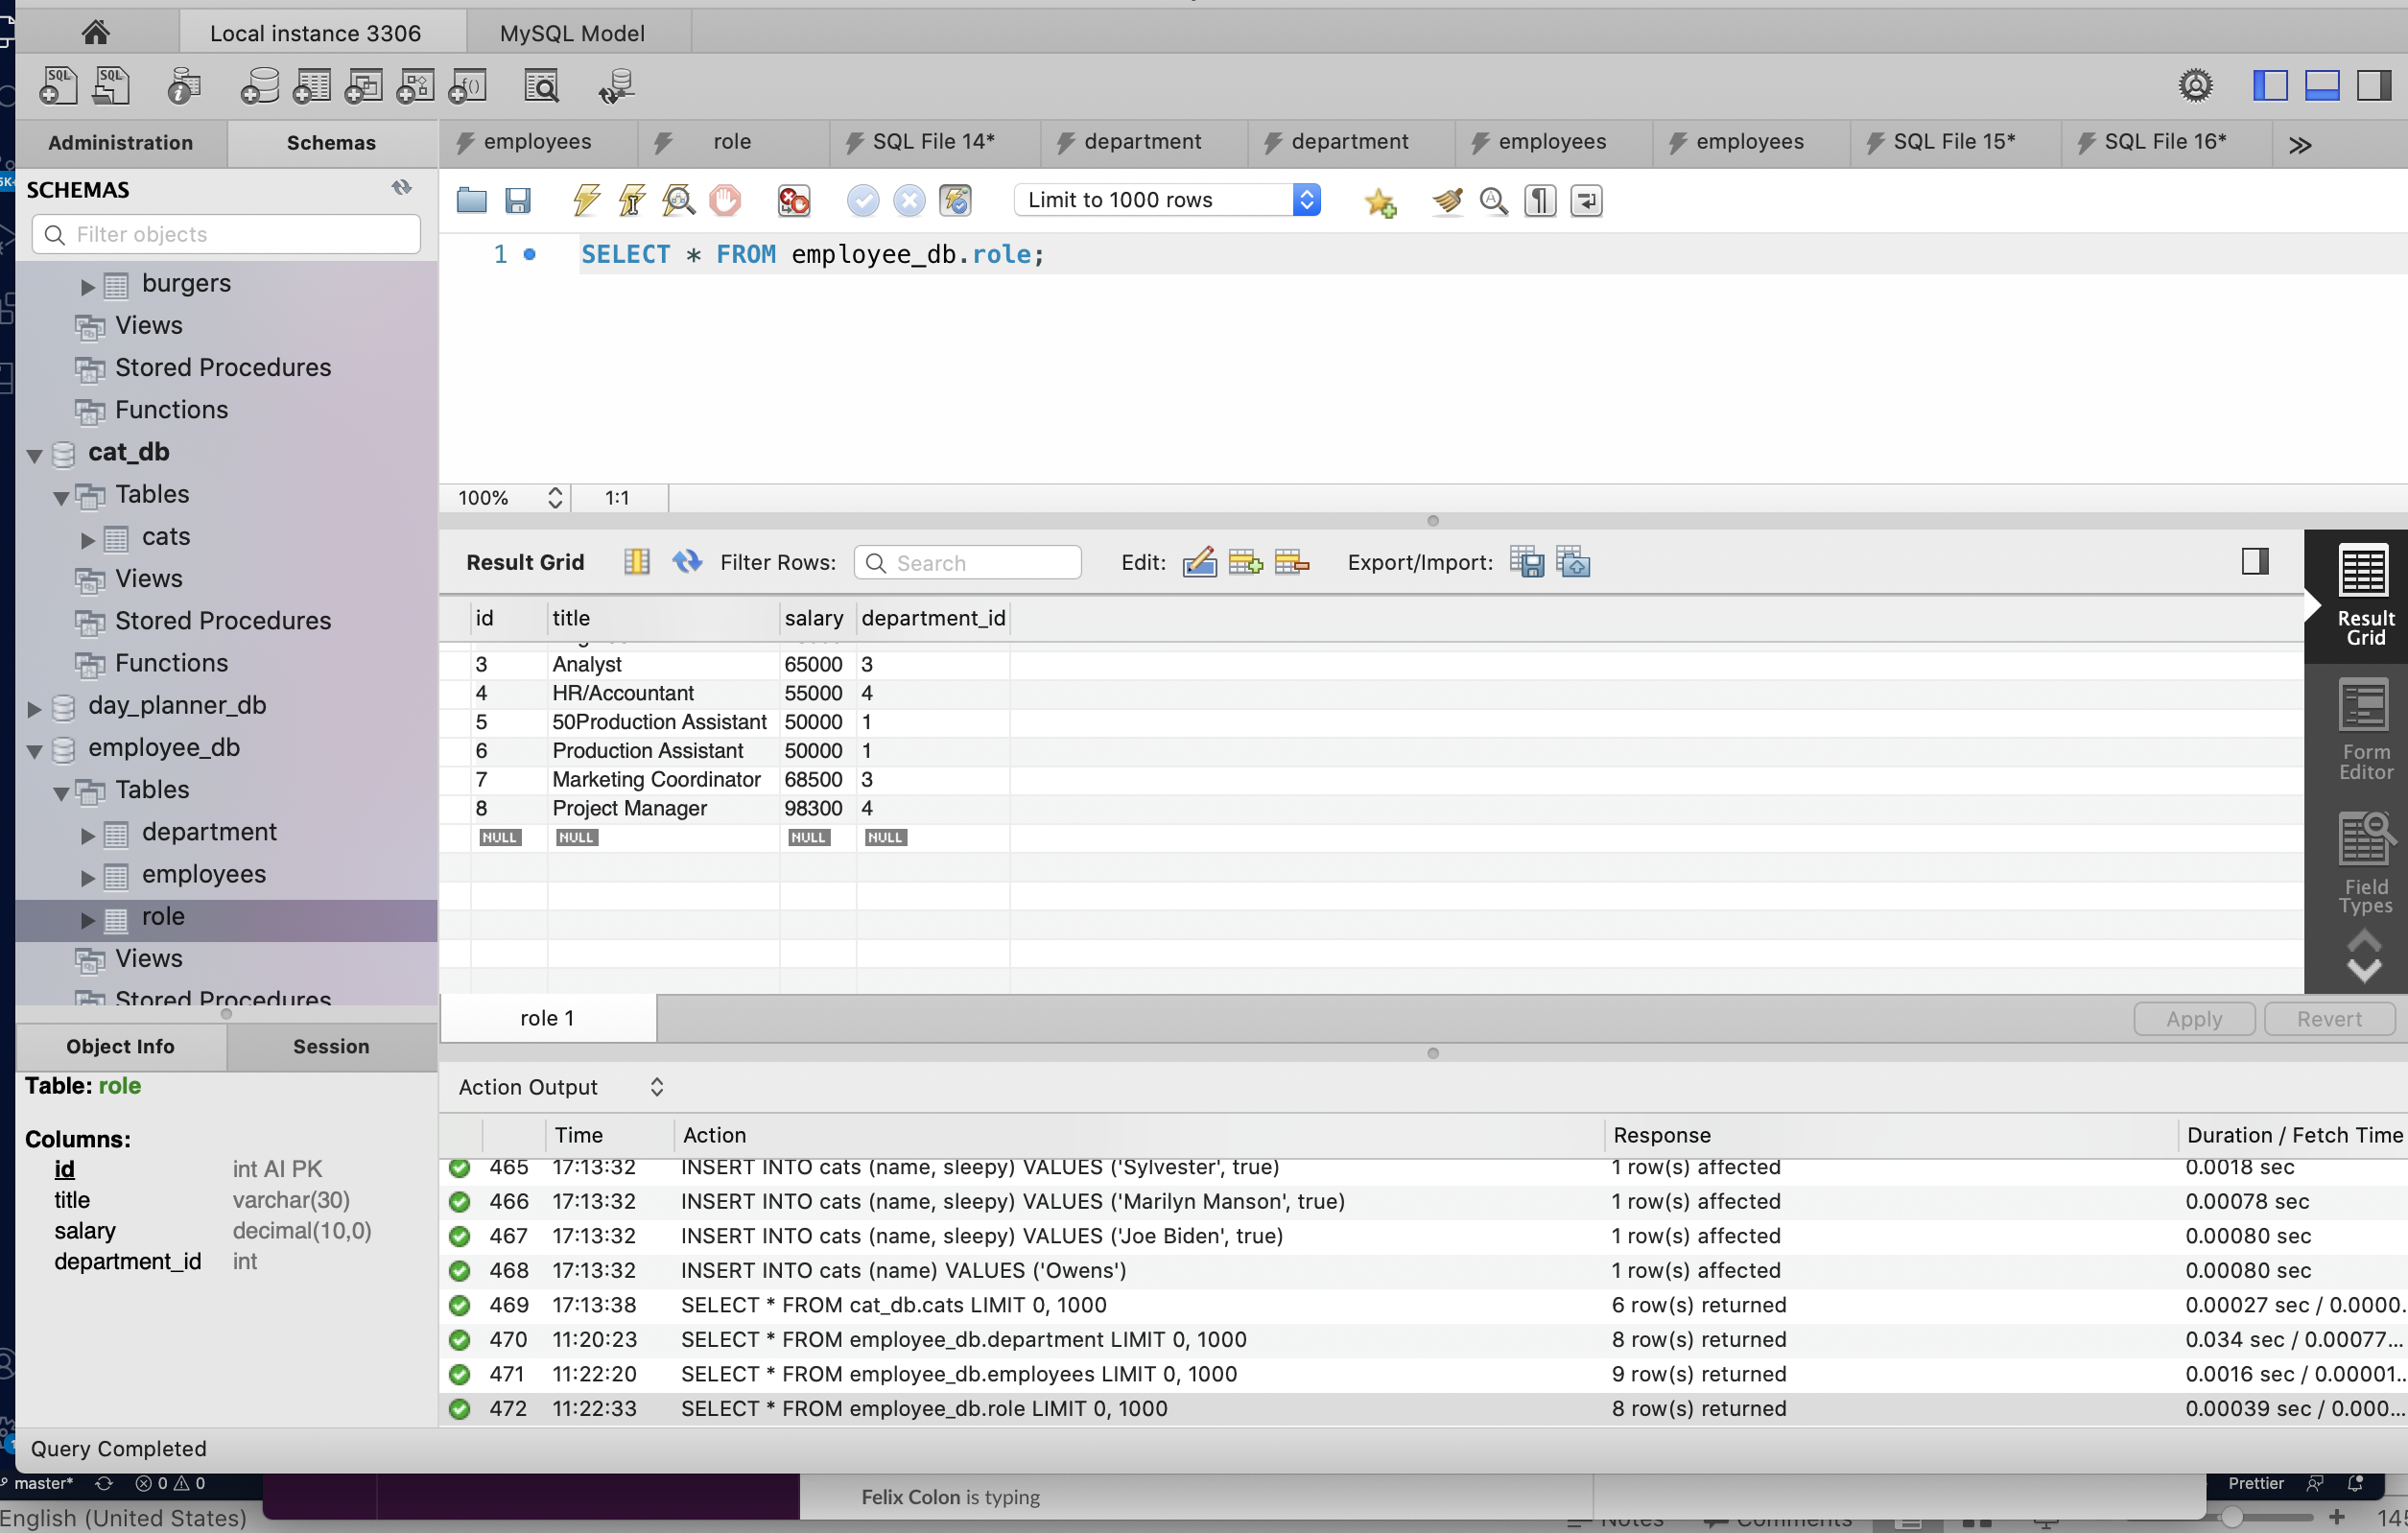 Local instance 3306
MySQL Model
SQL
SQL
Administration
Schemas
employees
role
SQL File 14*
department
department
employees
employees
SQL File 15*
SQL File 16*
SCHEMAS
Filter objects
Limit to 1000 rows
1
SELECT * FROM employee_db.role;
burgers
Views
Stored Procedures
Functions
cat_db
Tables
cats
Views
Stored Procedures
Functions
day_planner_db
employee_db
Tables
department
employees
role
Views
Stored Procedures
100%
1:1
Result Grid
Filter Rows:
Search
Edit:
Export/Import:
id title salary department_id
3 Analyst 65000 3
4 HR/Accountant 55000 4
5 50Production Assistant 50000 1
6 Production Assistant 50000 1
7 Marketing Coordinator 68500 3
8 Project Manager 98300 4
NULL NULL NULL NULL
Result Grid
Form Editor
Field Types
role 1
Apply
Revert
Object Info
Session
Table: role
Columns:
id int AI PK
title varchar(30)
salary decimal(10,0)
department_id int
Action Output
Time Action Response Duration / Fetch Time
465 17:13:32 INSERT INTO cats (name, sleepy) VALUES ('Sylvester', true) 1 row(s) affected 0.0018 sec
466 17:13:32 INSERT INTO cats (name, sleepy) VALUES ('Marilyn Manson', true) 1 row(s) affected 0.00078 sec
467 17:13:32 INSERT INTO cats (name, sleepy) VALUES ('Joe Biden', true) 1 row(s) affected 0.00080 sec
468 17:13:32 INSERT INTO cats (name) VALUES ('Owens') 1 row(s) affected 0.00080 sec
469 17:13:38 SELECT * FROM cat_db.cats LIMIT 0, 1000 6 row(s) returned 0.00027 sec / 0.0000...
470 11:20:23 SELECT * FROM employee_db.department LIMIT 0, 1000 8 row(s) returned 0.034 sec / 0.00077...
471 11:22:20 SELECT * FROM employee_db.employees LIMIT 0, 1000 9 row(s) returned 0.0016 sec / 0.00001...
472 11:22:33 SELECT * FROM employee_db.role LIMIT 0, 1000 8 row(s) returned 0.00039 sec / 0.000...
Query Completed
master* 0 0
Prettier
Felix Colon is typing
English (United States)
Notes
Comments